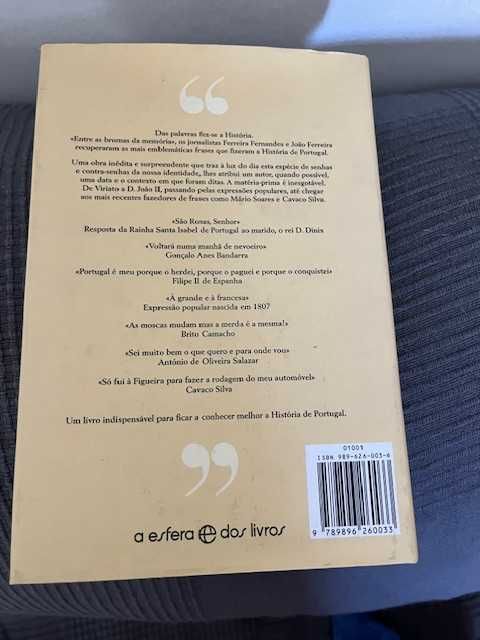 “
Das palavras fez-se a História.
«Entre as brumas da memória», os jornalistas Ferreira Fernandes e João Ferreira
recuperaram as mais emblemáticas frases que fizeram a História de Portugal.
Uma obra inédita e surpreendente que traz à luz do dia esta espécie de senhas
e contra-senhas da nossa identidade, lhes atribui um autor, quando possível,
uma data e o contexto em que foram ditas. A matéria-prima é inesgotável.
De Viriato a D. João II, passando pelas expressões populares, até chegar
aos mais recentes fazedores de frases como Mário Soares e Cavaco Silva.
«São Rosas, Senhor»
Resposta da Rainha Santa Isabel de Portugal ao marido, o rei D. Dinis
«Voltará numa manhã de nevoeiro»
Gonçalo Anes Bandarra
«Portugal é meu porque o herdei, porque o paguei e porque o conquistei»
Filipe II de Espanha
«À grande e à francesa»
Expressão popular nascida em 1807
«As moscas mudam mas a merda é a mesma!»
Brito Camacho
«Sei muito bem o que quero e para onde vou»
António de Oliveira Salazar
«Só fui à Figueira para fazer a rodagem do meu automóvel»
Cavaco Silva
Um livro indispensável para ficar a conhecer melhor a História de Portugal.
”
01001
ISBN 989-626-003-6
9 789896 260033
a esfera dos livros